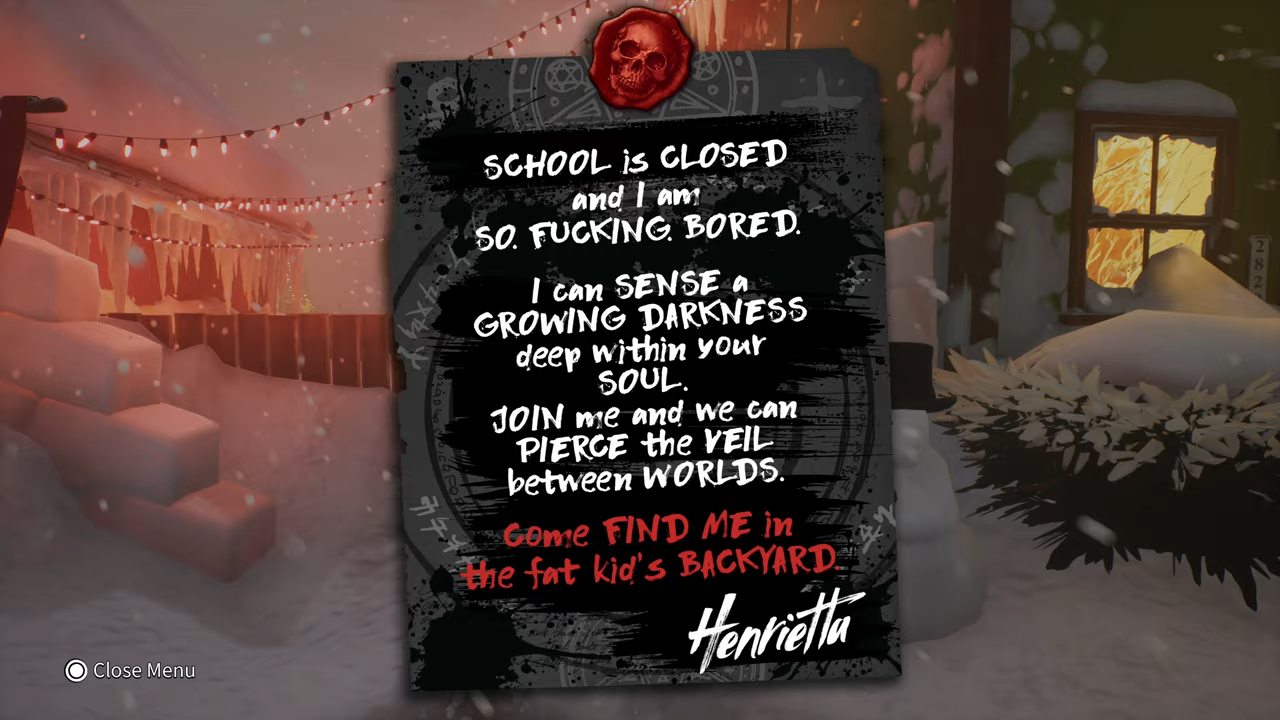 SCHOOL is CLOSED
and I am
SO. FUCKING. BORED.
I can SENSE a
GROWING DARKNESS
deep within your
SOUL.
JOIN me and we can
PIERCE the VEIL
between WORLDS.
Come FIND ME in
the fat kid's BACKYARD.
Henrietta
282
Close Menu